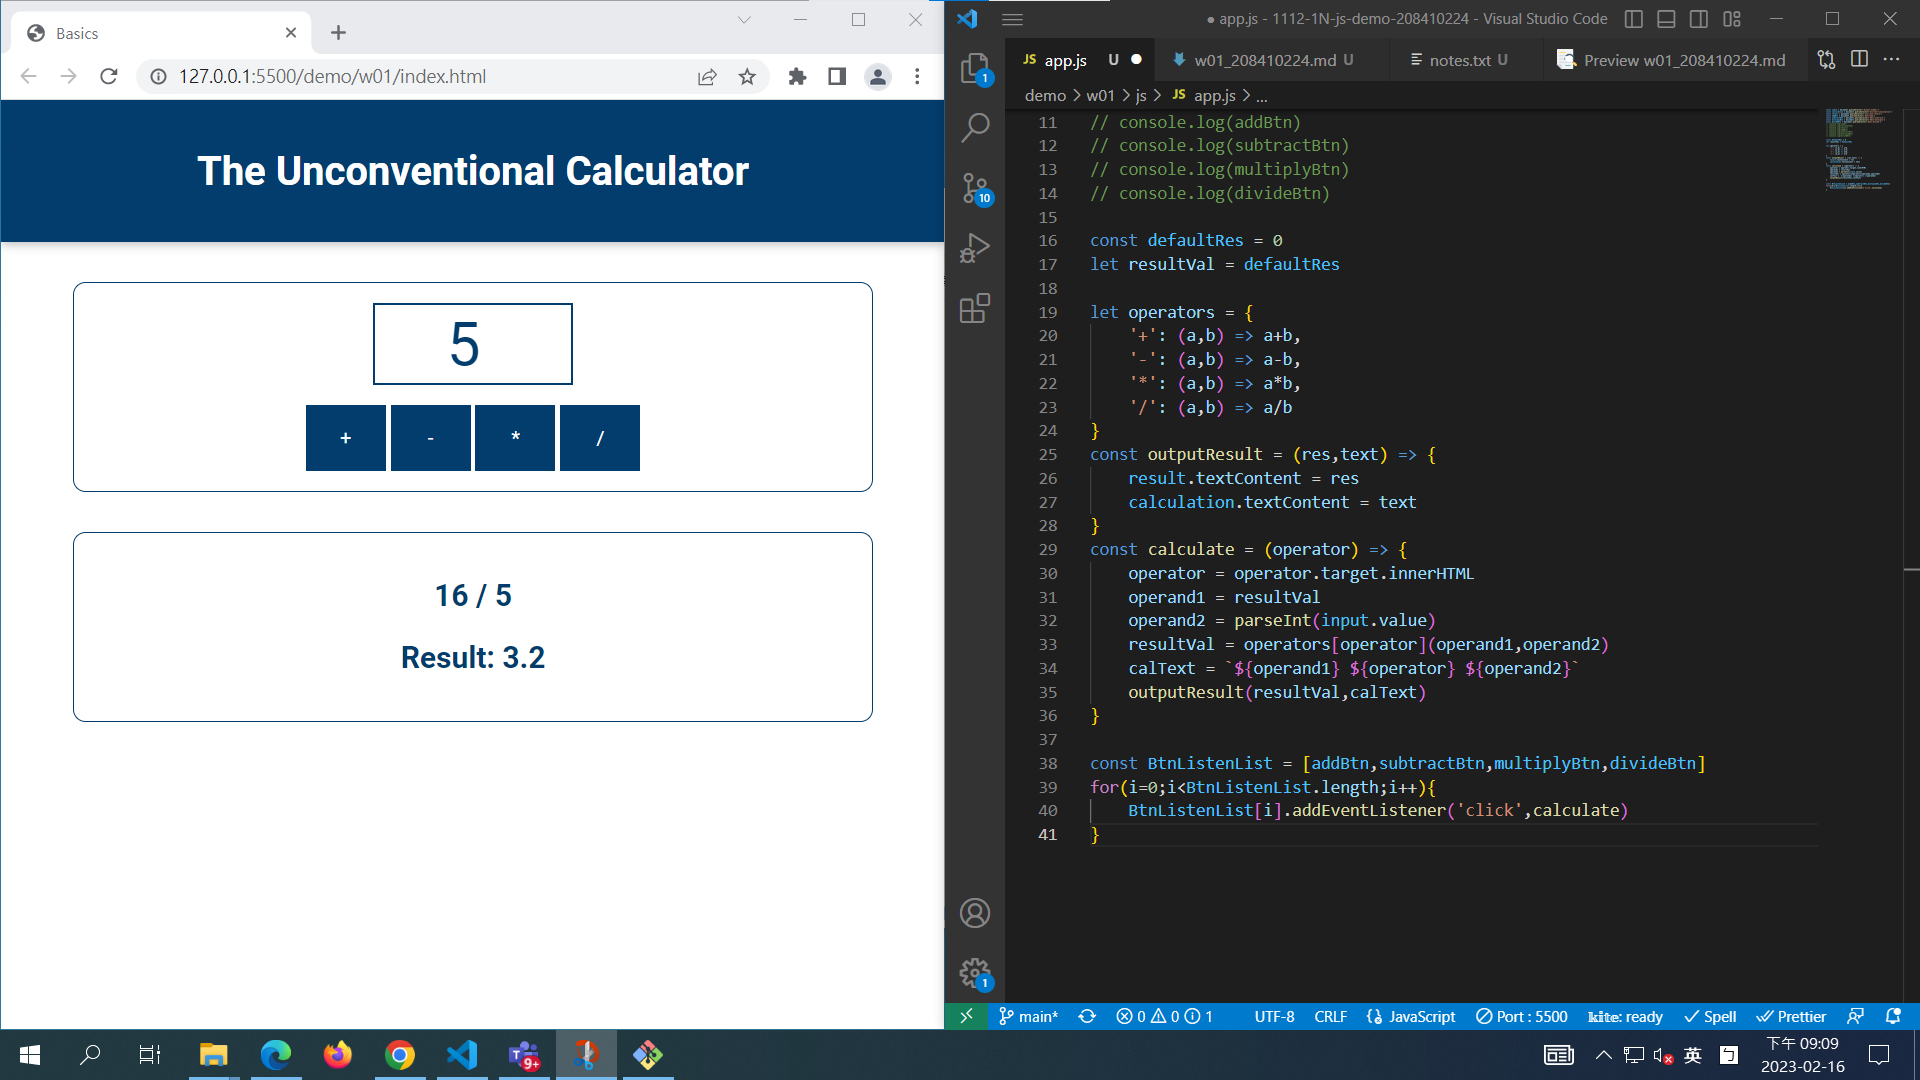 Basics
127.0.0.1:5500/demo/w01/index.html
The Unconventional Calculator
5
+ - * /
16 / 5
Result: 3.2
● app.js - 1112-1N-js-demo-208410224 - Visual Studio Code
JS app.js U ●
w01_208410224.md U
notes.txt U
Preview w01_208410224.md
demo > w01 > js > JS app.js > ...
1
10
1
11 // console.log(addBtn)
12 // console.log(subtractBtn)
13 // console.log(multiplyBtn)
14 // console.log(divideBtn)
15
16 const defaultRes = 0
17 let resultVal = defaultRes
18
19 let operators = {
20 '+': (a,b) => a+b,
21 '-': (a,b) => a-b,
22 '*': (a,b) => a*b,
23 '/': (a,b) => a/b
24 }
25 const outputResult = (res,text) => {
26 result.textContent = res
27 calculation.textContent = text
28 }
29 const calculate = (operator) => {
30 operator = operator.target.innerHTML
31 operand1 = resultVal
32 operand2 = parseInt(input.value)
33 resultVal = operators[operator](operand1,operand2)
34 calText = `${operand1} ${operator} ${operand2}`
35 outputResult(resultVal,calText)
36 }
37
38 const BtnListenList = [addBtn,subtractBtn,multiplyBtn,divideBtn]
39 for(i=0;i<BtnListenList.length;i++){
40 BtnListenList[i].addEventListener('click',calculate)
41 }
main* 0 0 1 UTF-8 CRLF JavaScript Port : 5500 kite: ready Spell Prettier
9+
英
下午 09:09
2023-02-16